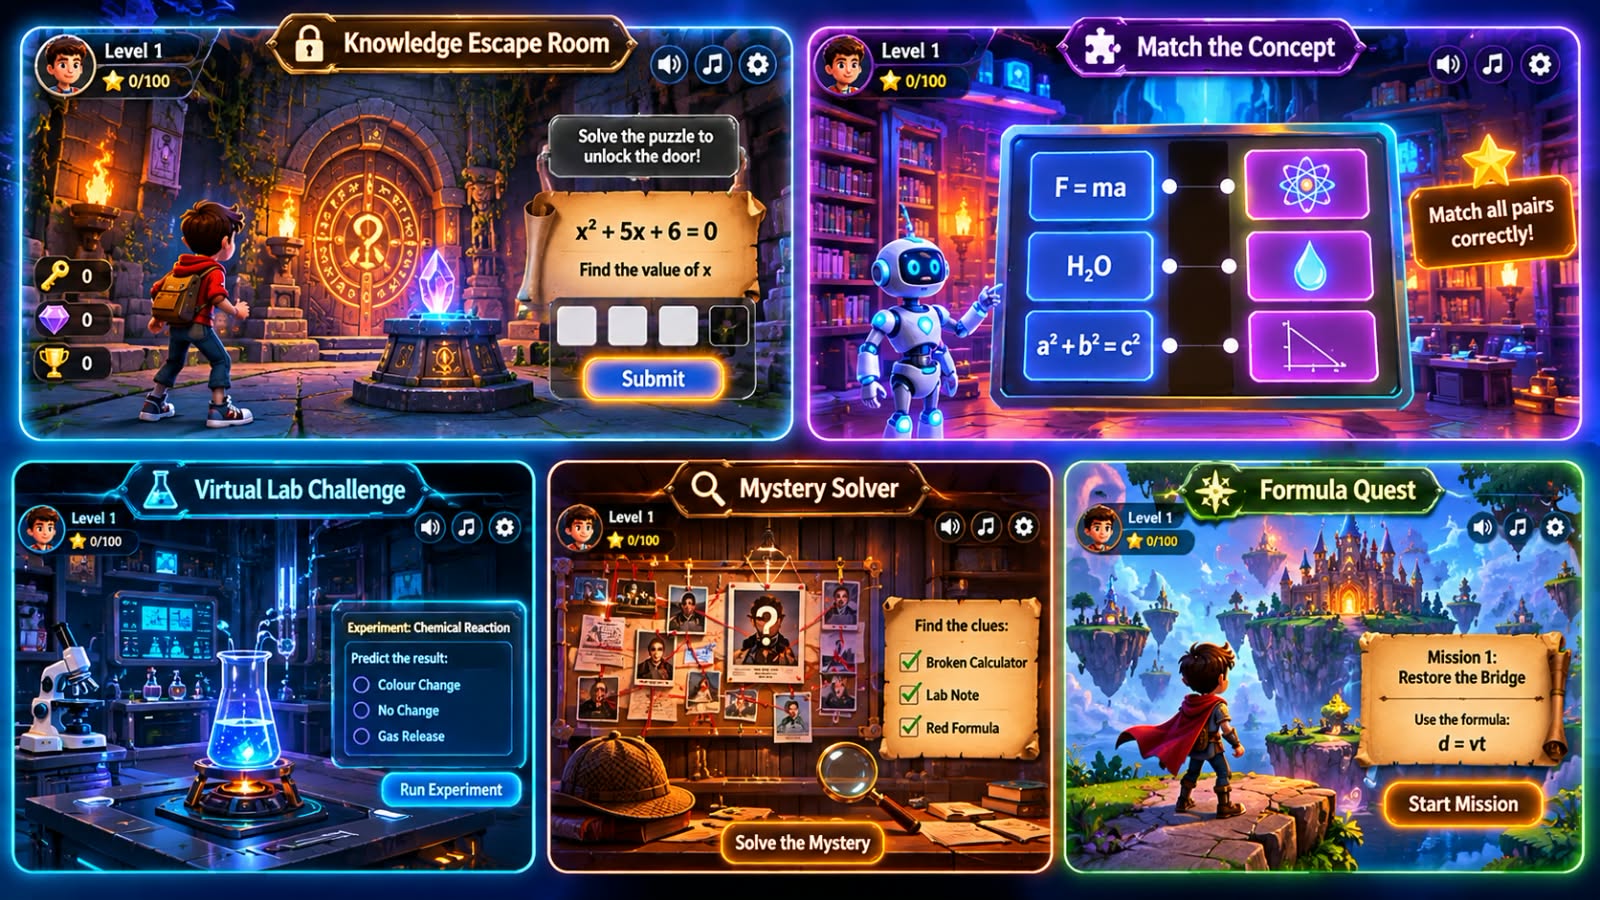 Knowledge Escape Room
Level 1
0/100
Solve the puzzle to
unlock the door!
x² + 5x + 6 = 0
Find the value of x
0
0
0
Submit
Match the Concept
Level 1
0/100
F = ma
H₂O
a² + b² = c²
Match all pairs
correctly!
Virtual Lab Challenge
Level 1
0/100
Experiment: Chemical Reaction
Predict the result:
Colour Change
No Change
Gas Release
Run Experiment
Mystery Solver
Level 1
0/100
?
Find the clues:
Broken Calculator
Lab Note
Red Formula
Solve the Mystery
Formula Quest
Level 1
0/100
Mission 1:
Restore the Bridge
Use the formula:
d = vt
Start Mission